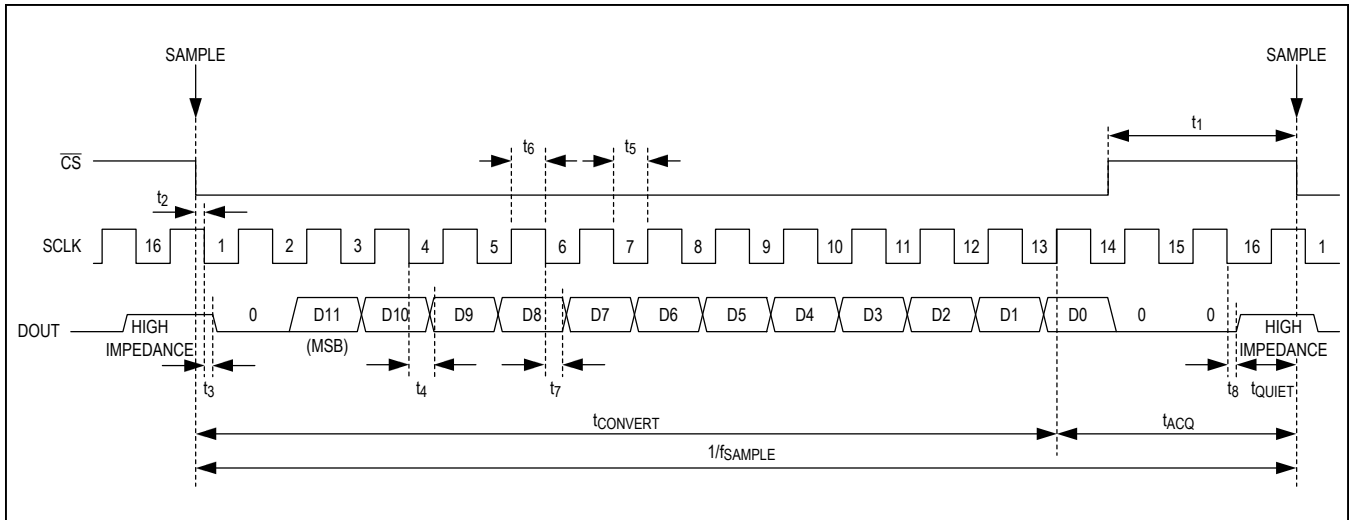 SAMPLE SAMPLE
t1
CS
t6 t5
t2
SCLK 16 1 2 3 4 5 6 7 8 9 10 11 12 13 14 15 16 1
DOUT HIGH IMPEDANCE 0 D11 D10 D9 D8 D7 D6 D5 D4 D3 D2 D1 D0 0 0 HIGH IMPEDANCE
(MSB)
t3 t4 t7 t8 tQUIET
tCONVERT tACQ
1/fSAMPLE